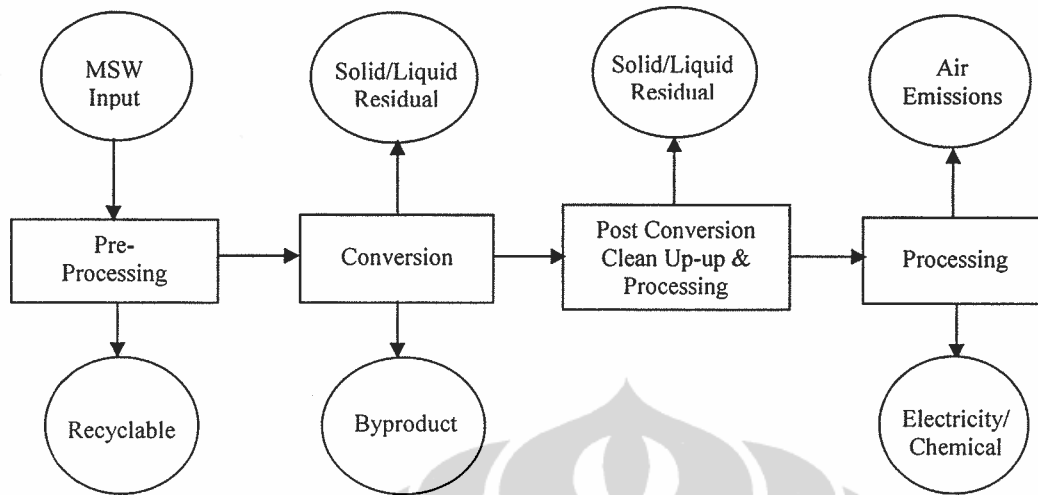 MSW
Input
Solid/Liquid
Residual
Solid/Liquid
Residual
Air
Emissions
Pre-
Processing
Conversion
Post Conversion
Clean Up-up &
Processing
Processing
Recyclable
Byproduct
Electricity/
Chemical